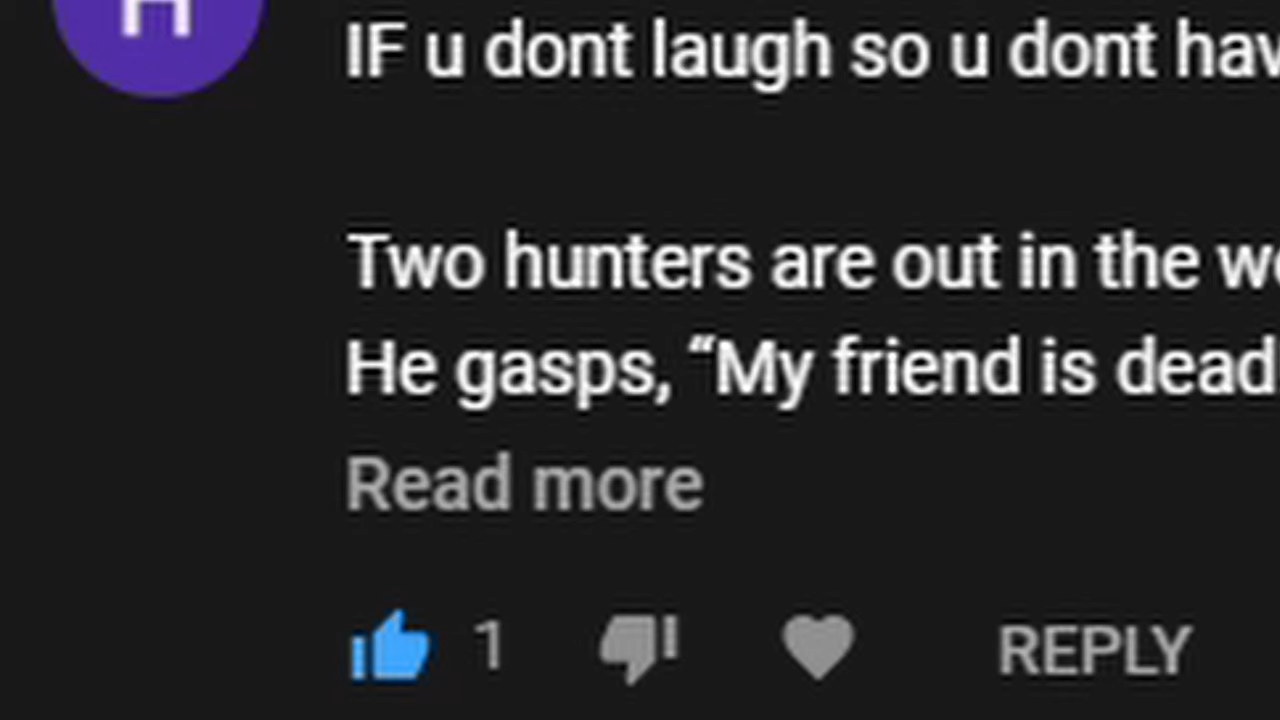 H
IF u dont laugh so u dont hav
Two hunters are out in the
He gasps, “My friend is dead
Read more
1
REPLY